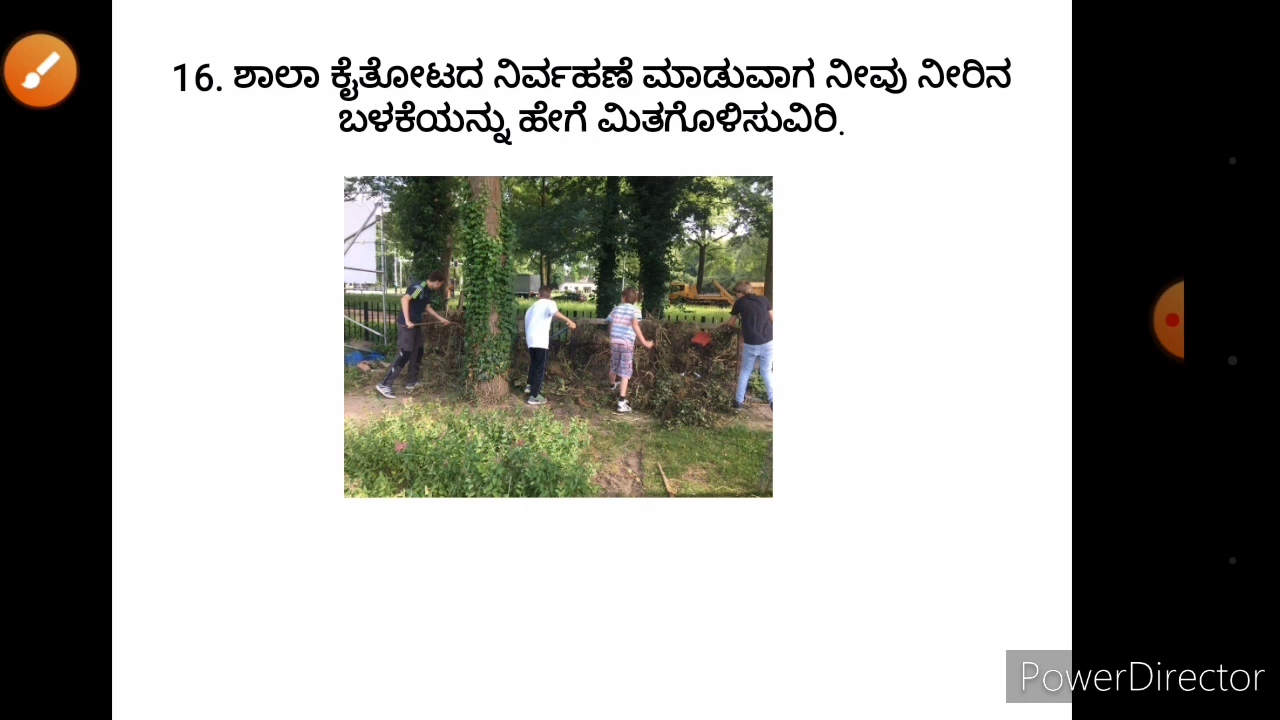 16. ಶಾಲಾ ಕೈತೋಟದ ನಿರ್ವಹಣೆ ಮಾಡುವಾಗ ನೀವು ನೀರಿನ
ಬಳಕೆಯನ್ನು ಹೇಗೆ ಮಿತಗೊಳಿಸುವಿರಿ.
PowerDirector